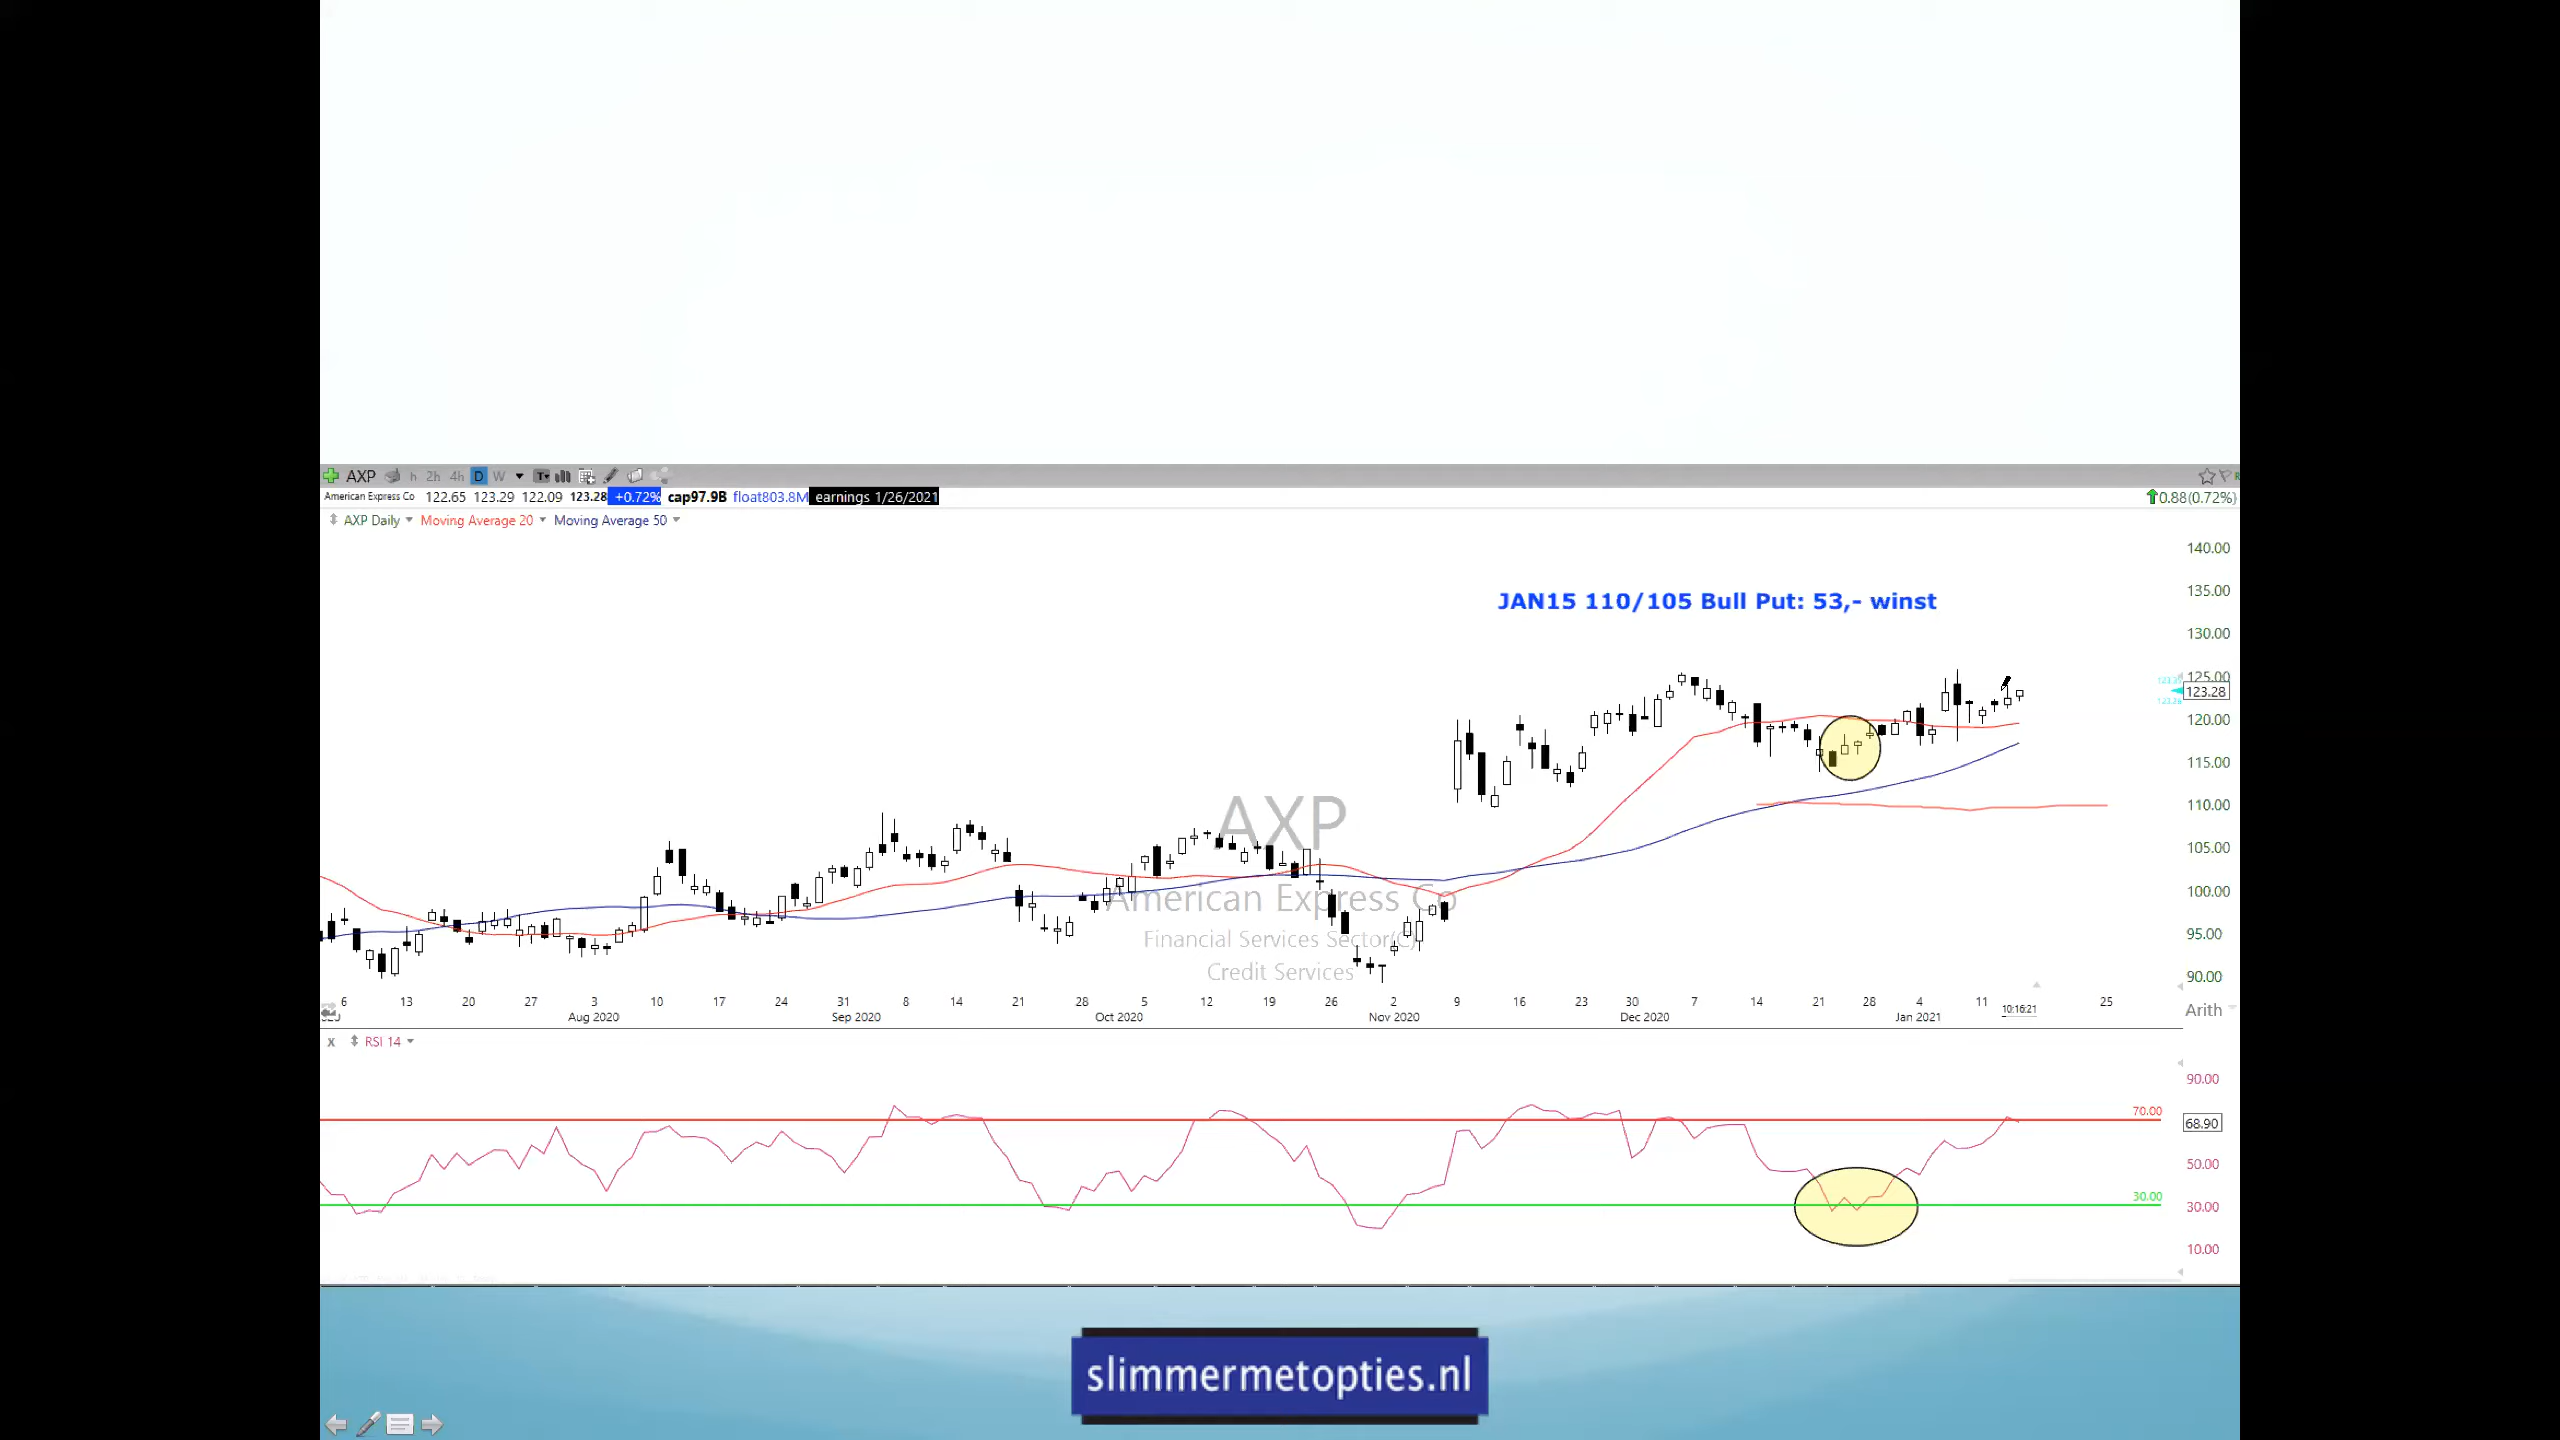 AXP h 2h 4h D W T
American Express Co 122.65 123.29 122.09 123.28 +0.72% cap97.9B float803.8M earnings 1/26/2021 0.88(0.72%)
AXP Daily Moving Average 20 Moving Average 50
140.00
JAN15 110/105 Bull Put: 53,- winst
135.00
130.00
125.00
123.28
120.00
115.00
110.00
105.00
100.00
95.00
90.00
AXP
American Express Co
Financial Services Sector(C)
Credit Services
6 13 20 27 3 10 17 24 31 8 14 21 28 5 12 19 26 2 9 16 23 30 7 14 21 28 4 11 10:16:21 25
Aug 2020 Sep 2020 Oct 2020 Nov 2020 Dec 2020 Jan 2021
Arith
x RSI 14
90.00
70.00
68.90
50.00
30.00
30.00
10.00
slimmermetopties.nl